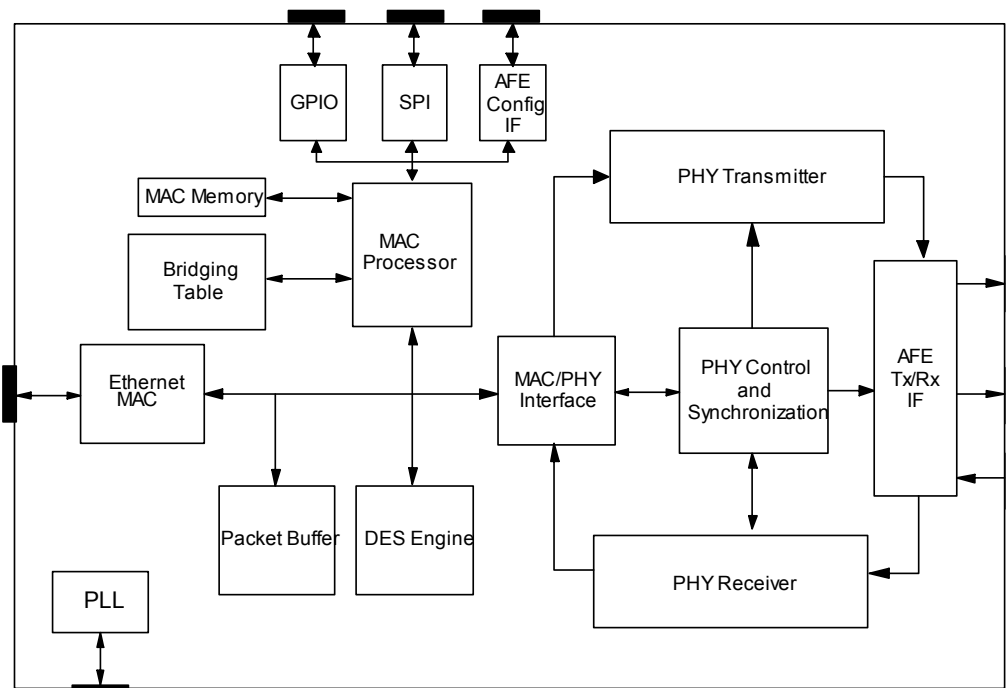 GPIO
SPI
AFE
Config
IF
PHY Transmitter
MAC Memory
MAC
Processor
Bridging
Table
Ethernet
MAC
MAC/PHY
Interface
PHY Control
and
Synchronization
AFE
Tx/Rx
IF
Packet Buffer
DES Engine
PHY Receiver
PLL